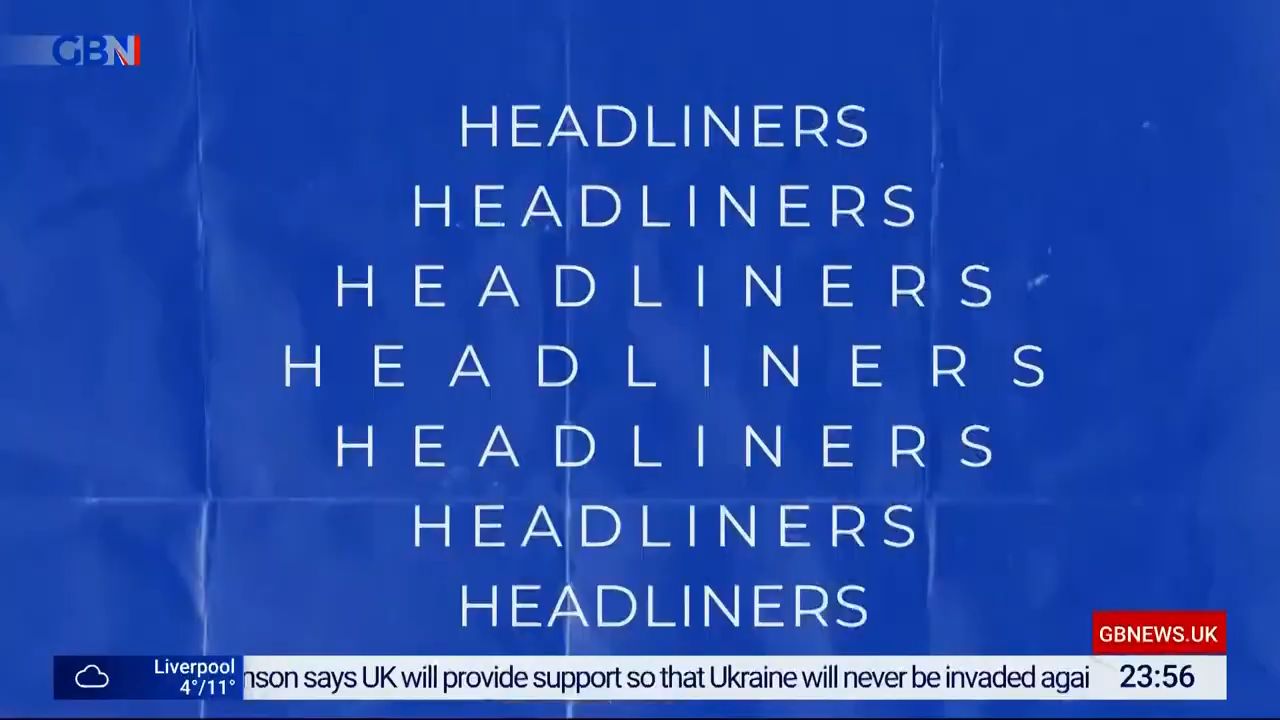 GBN
HEADLINERS
HEADLINERS
HEADLINERS
HEADLINERS
HEADLINERS
HEADLINERS
HEADLINERS
GBNEWS.UK
Liverpool
4°/11°
nson says UK will provide support so that Ukraine will never be invaded agai
23:56